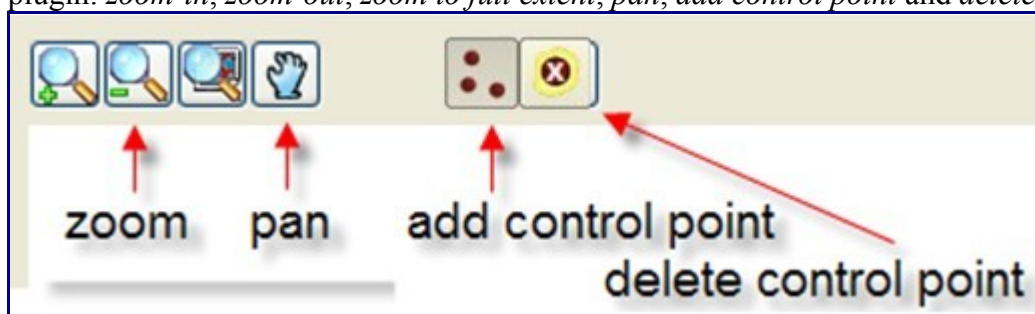 plugin: zoom-in, zoom-out, zoom to full extent, pan, add control point and delete
zoom pan add control point
delete control point